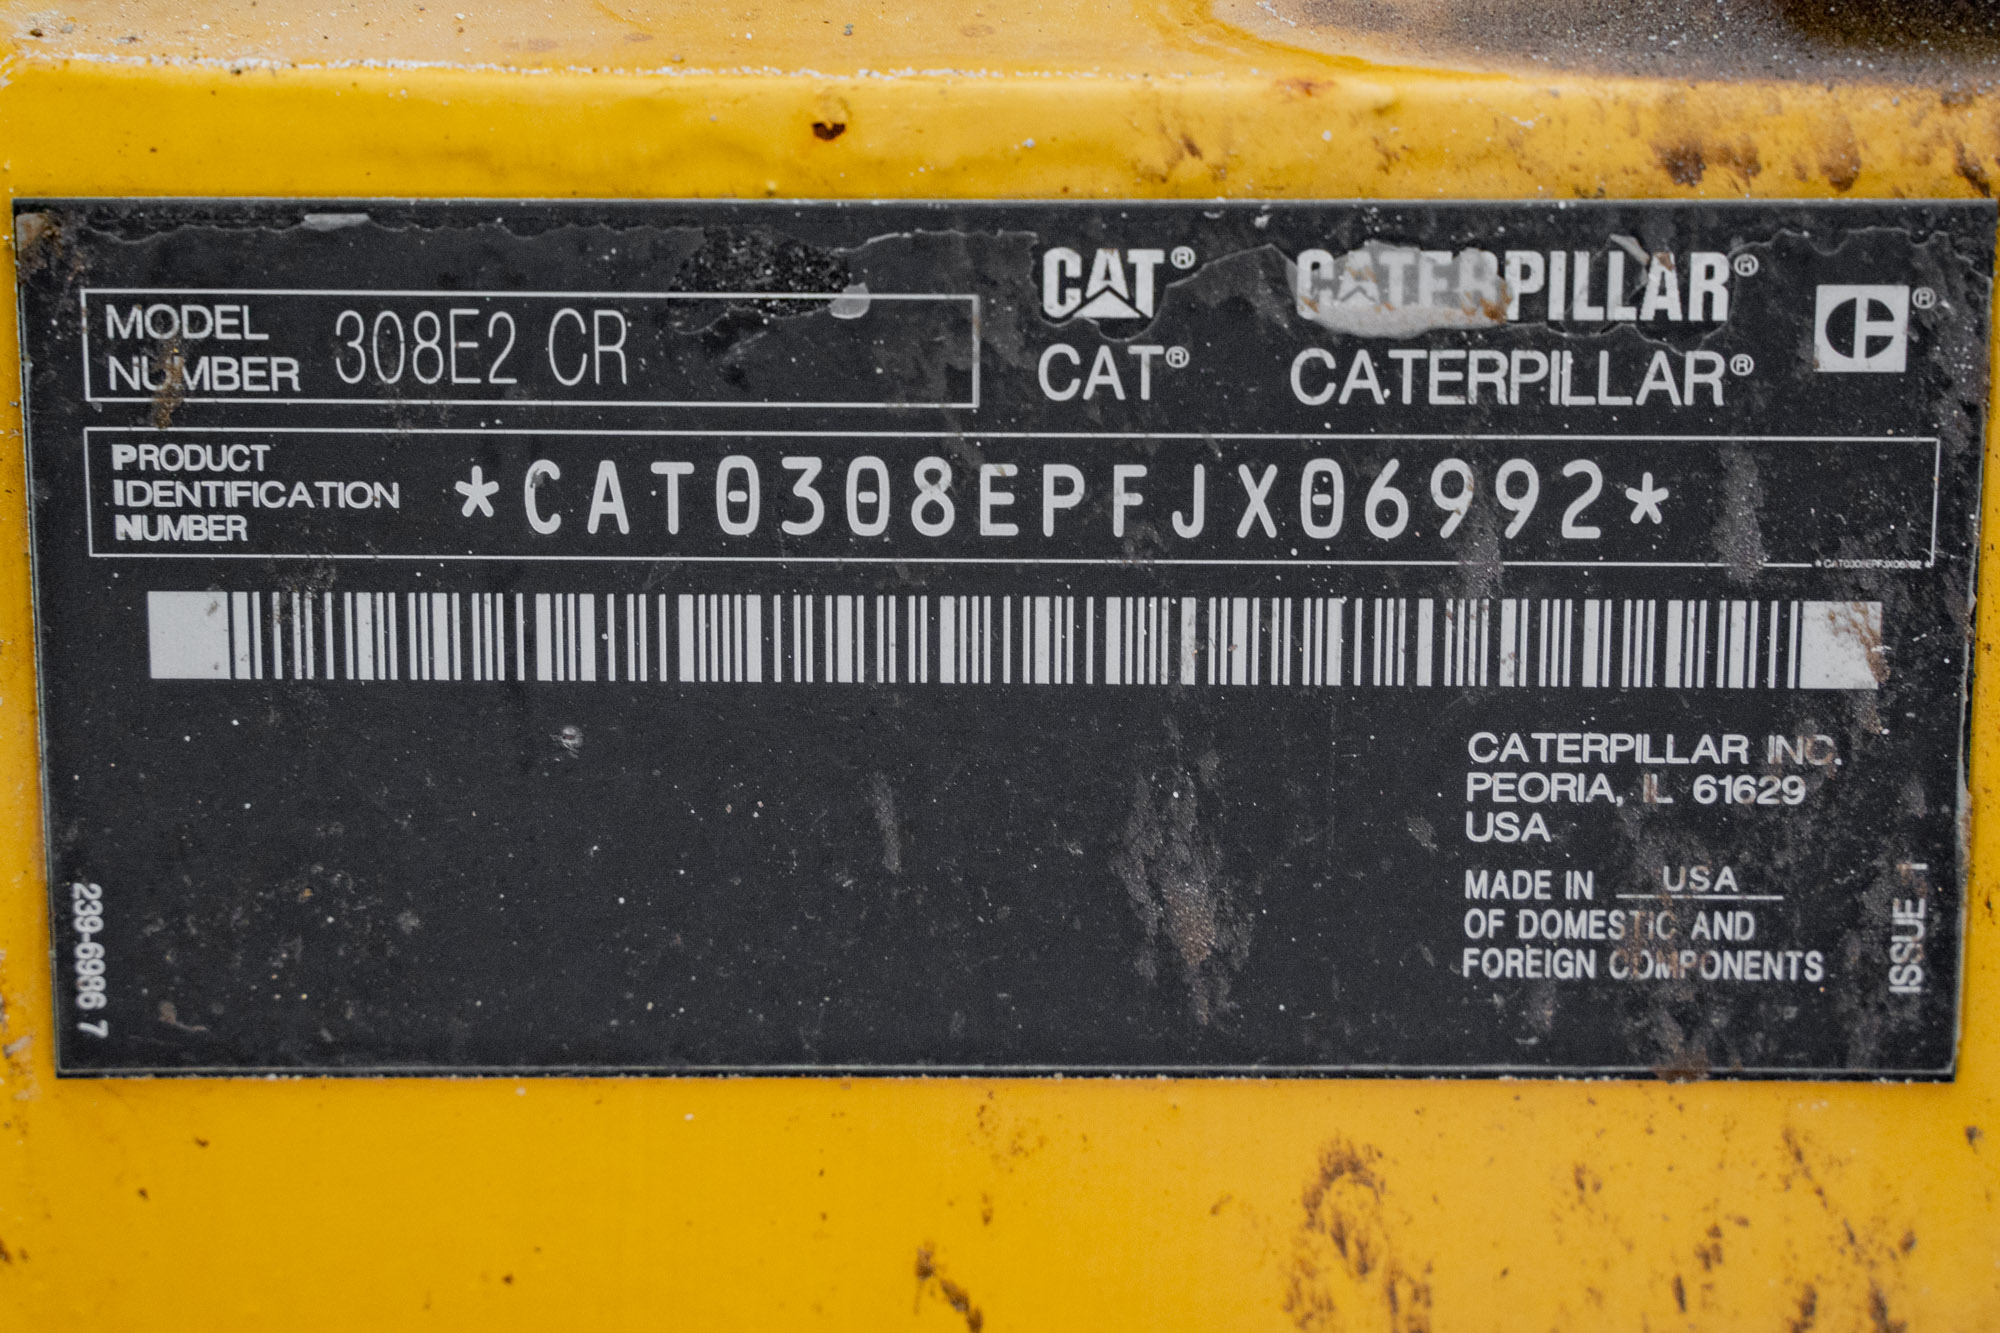 CAT® CATERPILLAR®
MODEL
NUMBER 308E2 CR
CAT® CATERPILLAR®
PRODUCT
IDENTIFICATION
NUMBER
*CAT0308EPFJX06992*
*CAT0308EPFJX06992*
CATERPILLAR INC.
PEORIA, IL 61629
USA
MADE IN USA
OF DOMESTIC AND
FOREIGN COMPONENTS
239-6986 7
ISSUE 1